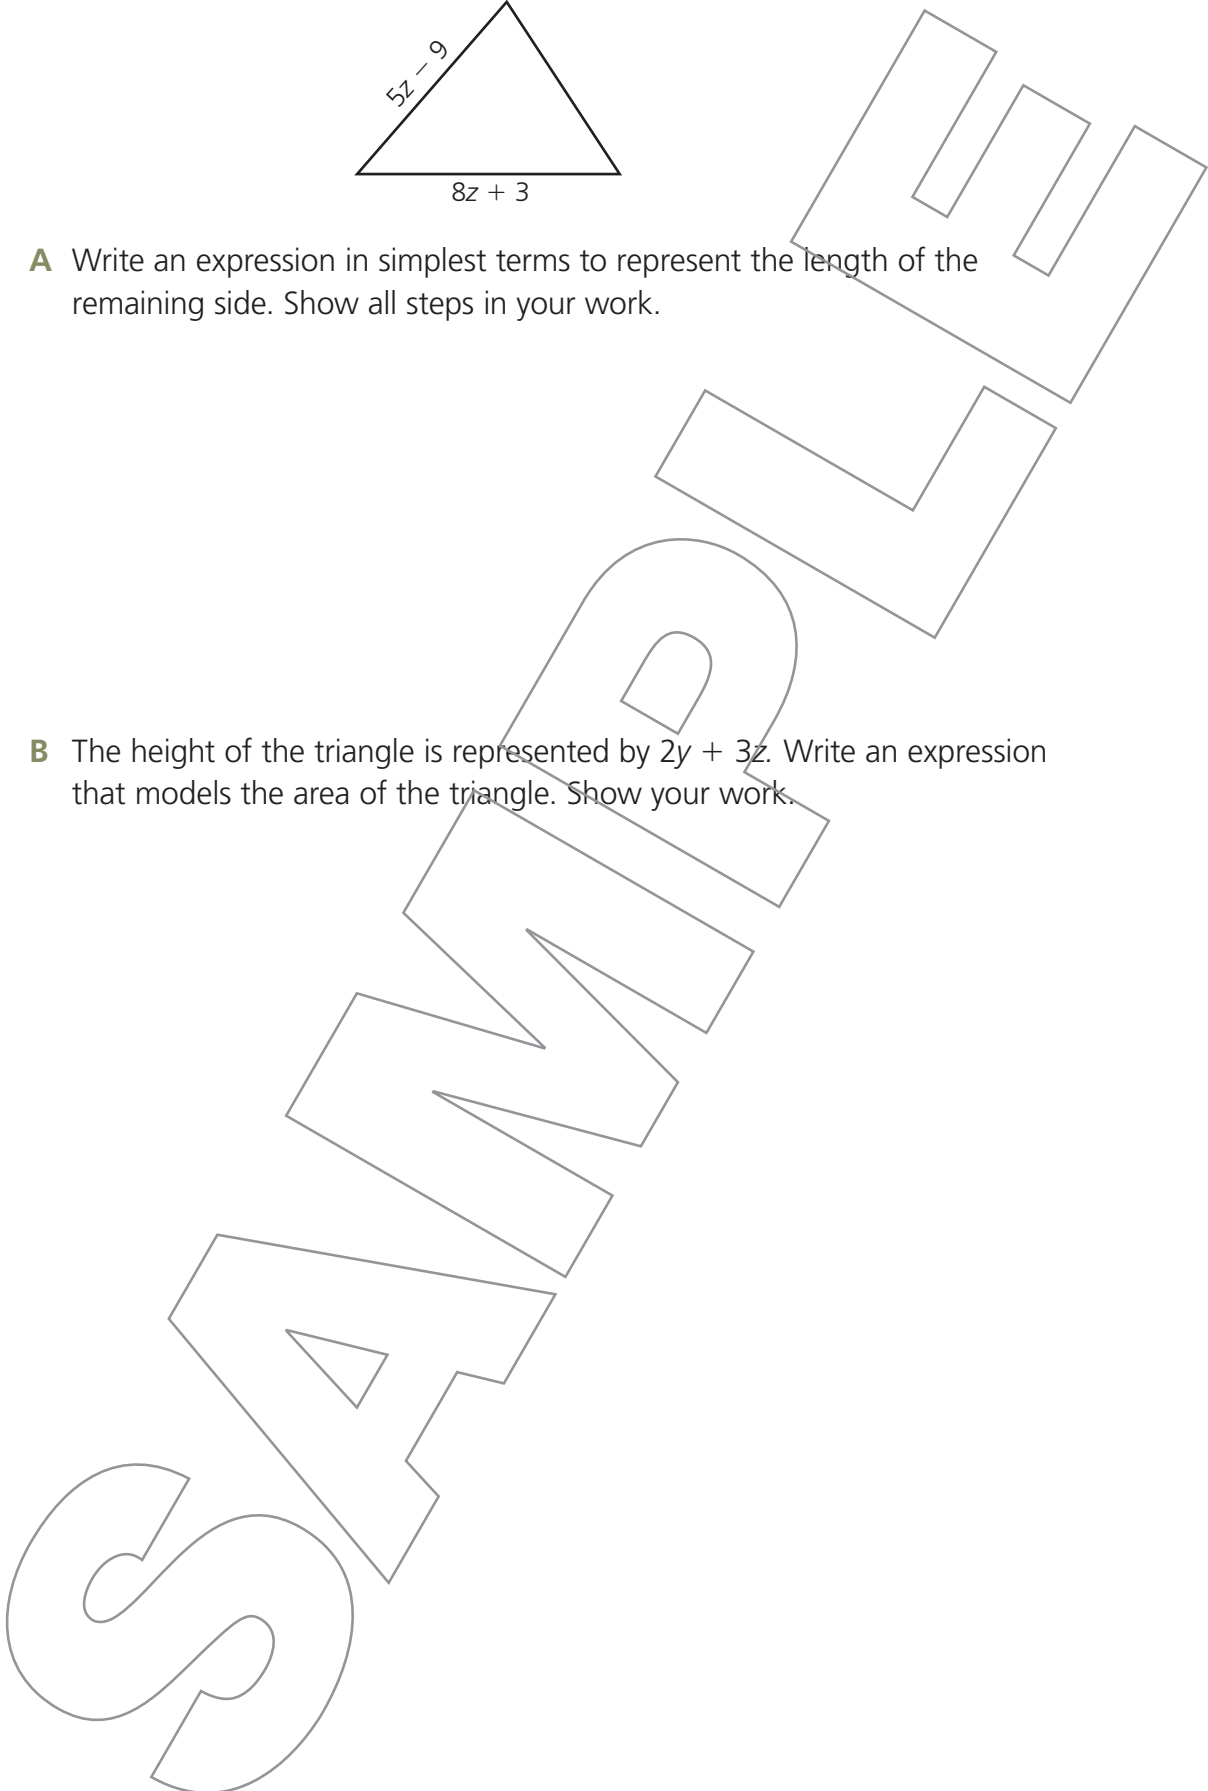 5z − 9
8z + 3
A Write an expression in simplest terms to represent the length of the
remaining side. Show all steps in your work.
B The height of the triangle is represented by 2y + 3z. Write an expression
that models the area of the triangle. Show your work.
SAMPLE